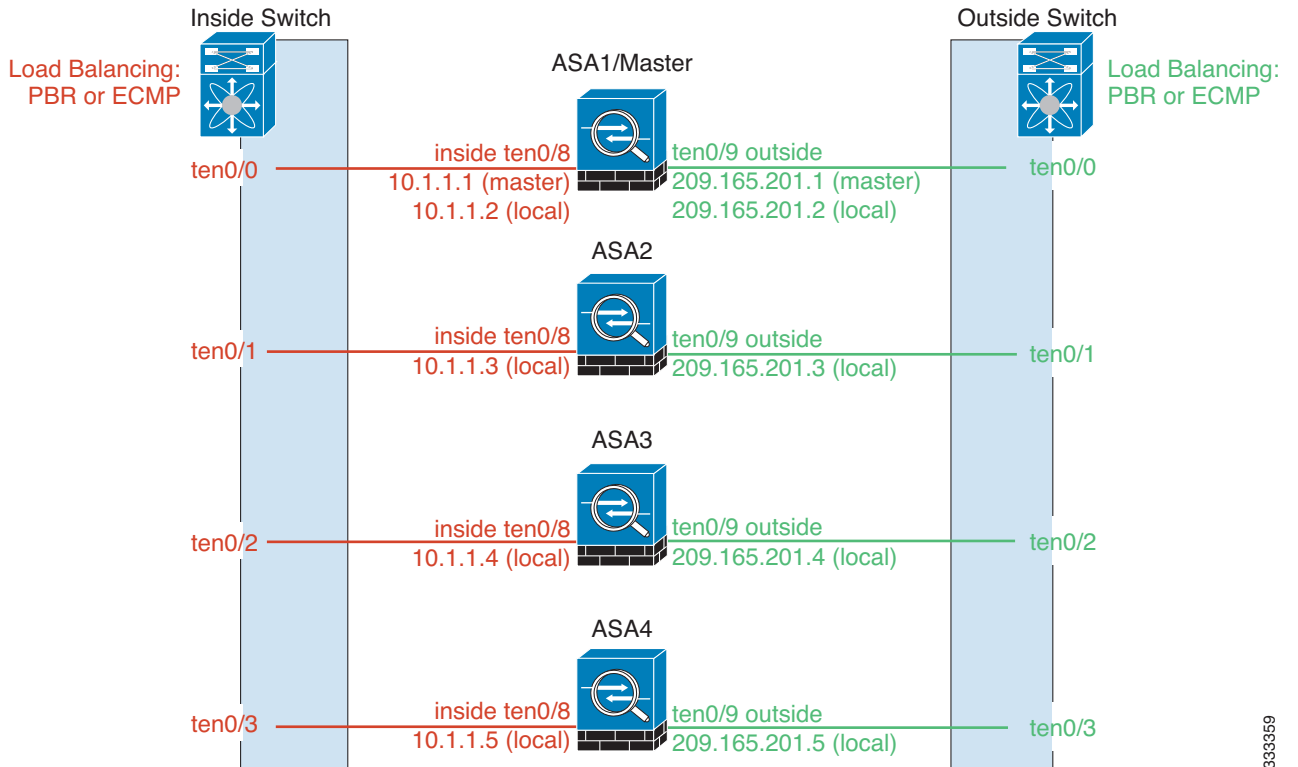 Inside Switch
Outside Switch
Load Balancing:
PBR or ECMP
ASA1/Master
Load Balancing:
PBR or ECMP
ten0/0
inside ten0/8
10.1.1.1 (master)
10.1.1.2 (local)
ten0/9 outside
209.165.201.1 (master)
209.165.201.2 (local)
ten0/0
ASA2
ten0/1
inside ten0/8
10.1.1.3 (local)
ten0/9 outside
209.165.201.3 (local)
ten0/1
ASA3
ten0/2
inside ten0/8
10.1.1.4 (local)
ten0/9 outside
209.165.201.4 (local)
ten0/2
ASA4
ten0/3
inside ten0/8
10.1.1.5 (local)
ten0/9 outside
209.165.201.5 (local)
ten0/3
333359